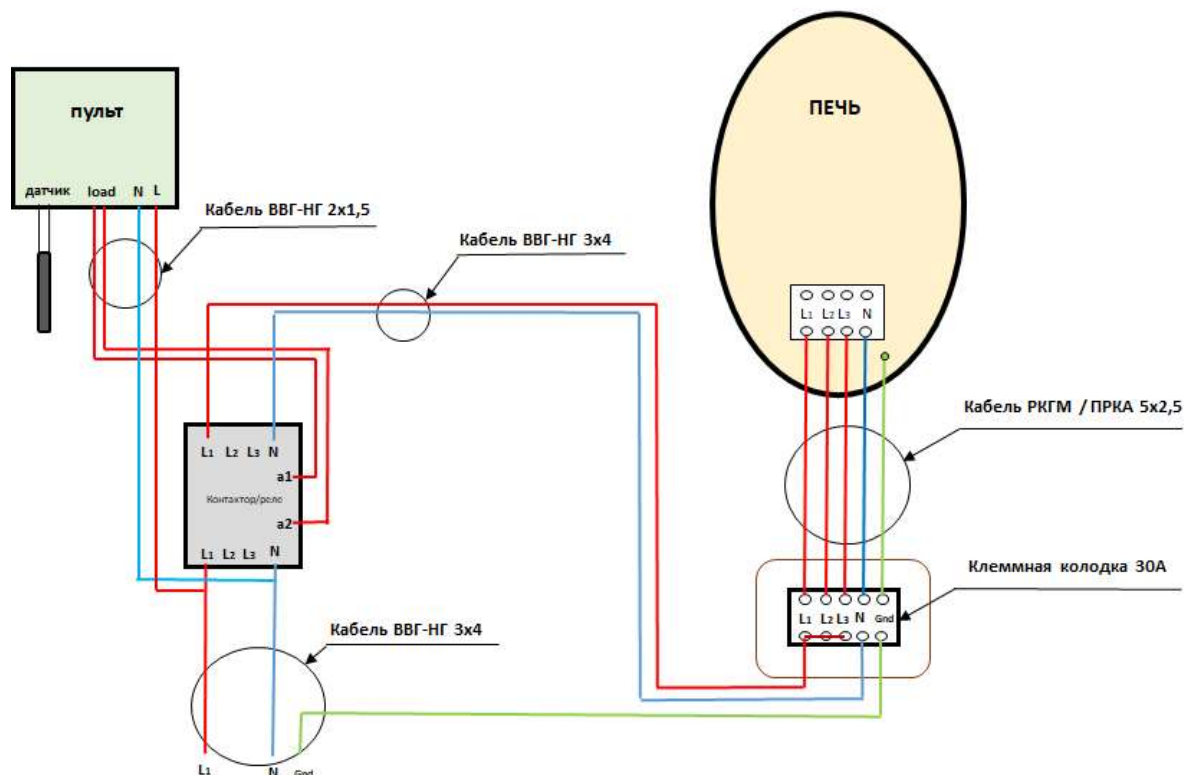 пульт
датчик load N L
Кабель ВВГ-НГ 2х1,5
Кабель ВВГ-НГ 3х4
ПЕЧЬ
L1 L2 L3 N
Кабель РКГМ / ПРКА 5х2,5
L1 L2 L3 N
a1
Контактор/реле
a2
L1 L2 L3 N
Клеммная колодка 30А
L1 L2 L3 N Gnd
Кабель ВВГ-НГ 3х4
L1 N Gnd